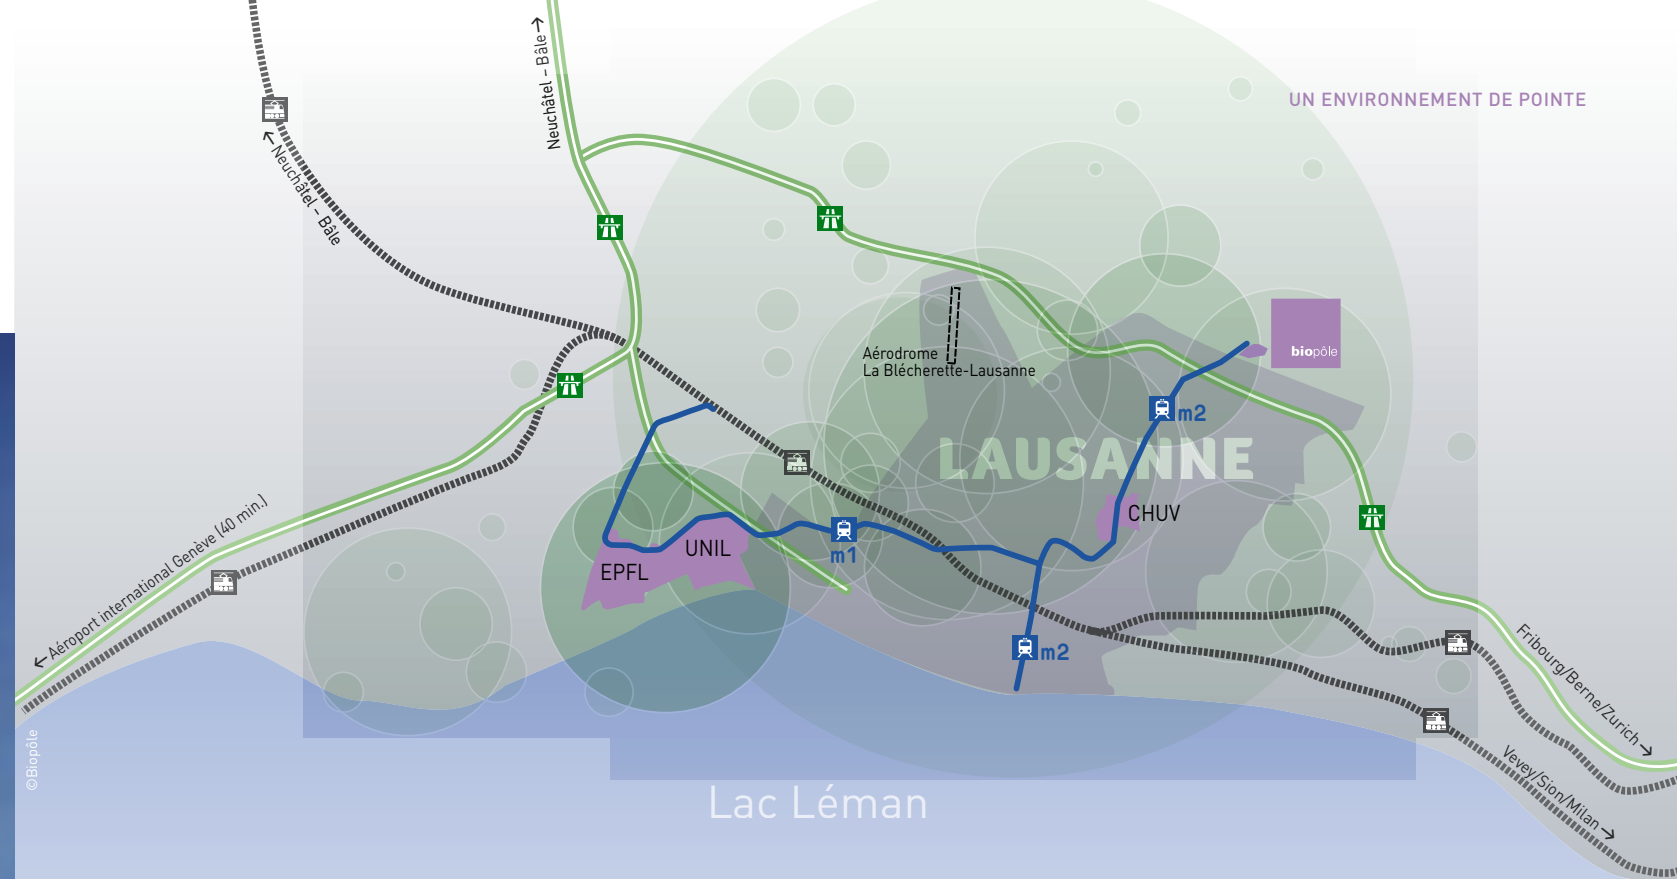 UN ENVIRONNEMENT DE POINTE
Neuchâtel – Bâle
Neuchâtel – Bâle
Aérodrome
La Blécherette-Lausanne
biopôle
m2
LAUSANNE
CHUV
UNIL
EPFL
m1
m2
Aéroport international Genève (40 min.)
Fribourg/Berne/Zurich
Vevey/Sion/Milan
Lac Léman
©Biopôle